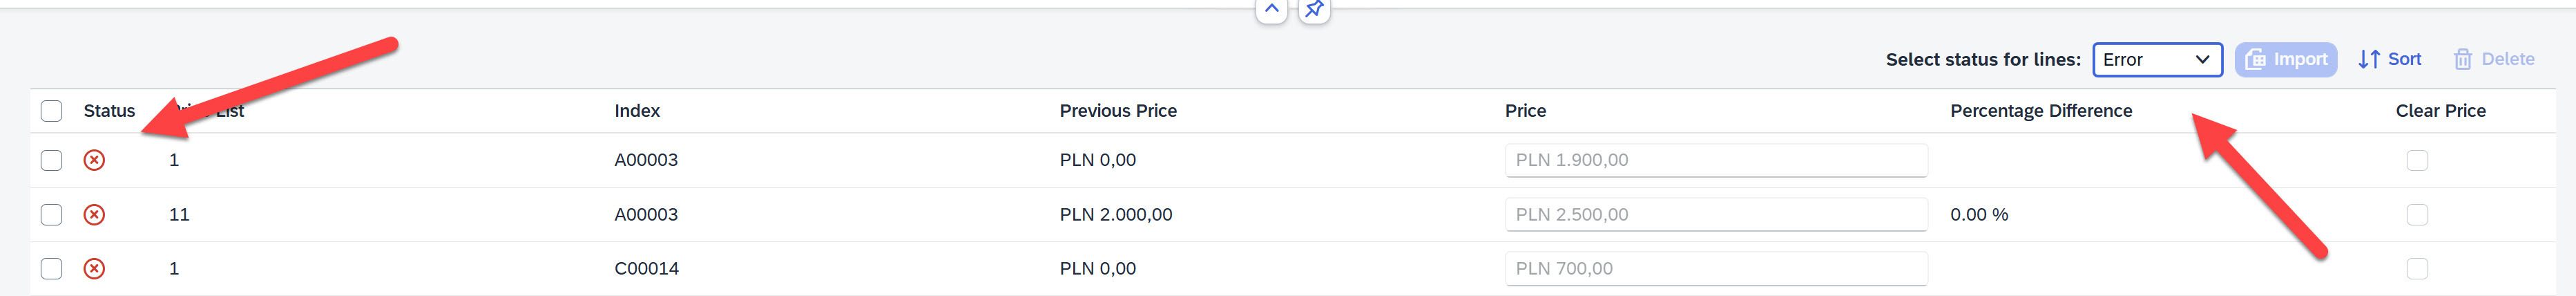 Select status for lines: Error Import Sort Delete
Status List Index Previous Price Price Percentage Difference Clear Price
1 A00003 PLN 0,00 PLN 1.900,00
11 A00003 PLN 2.000,00 PLN 2.500,00 0.00 %
1 C00014 PLN 0,00 PLN 700,00